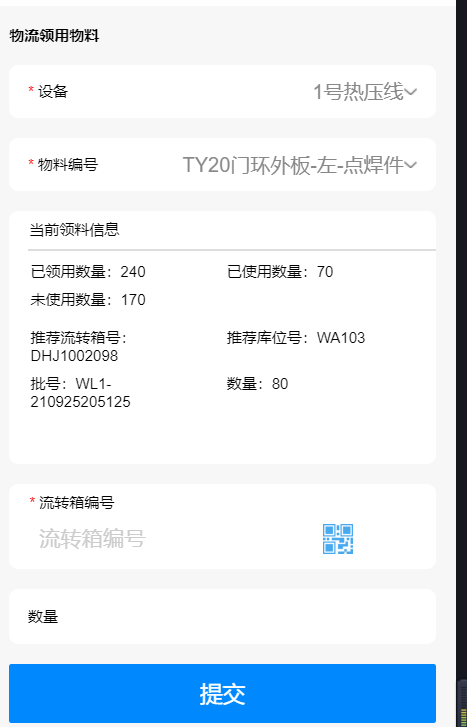 物流领用物料
* 设备 1号热压线
* 物料编号 TY20门环外板-左-点焊件
当前领料信息
已领用数量：240 已使用数量：70
未使用数量：170
推荐流转箱号： 推荐库位号：WA103
DHJ1002098
批号：WL1- 数量：80
210925205125
* 流转箱编号
流转箱编号
数量
提交